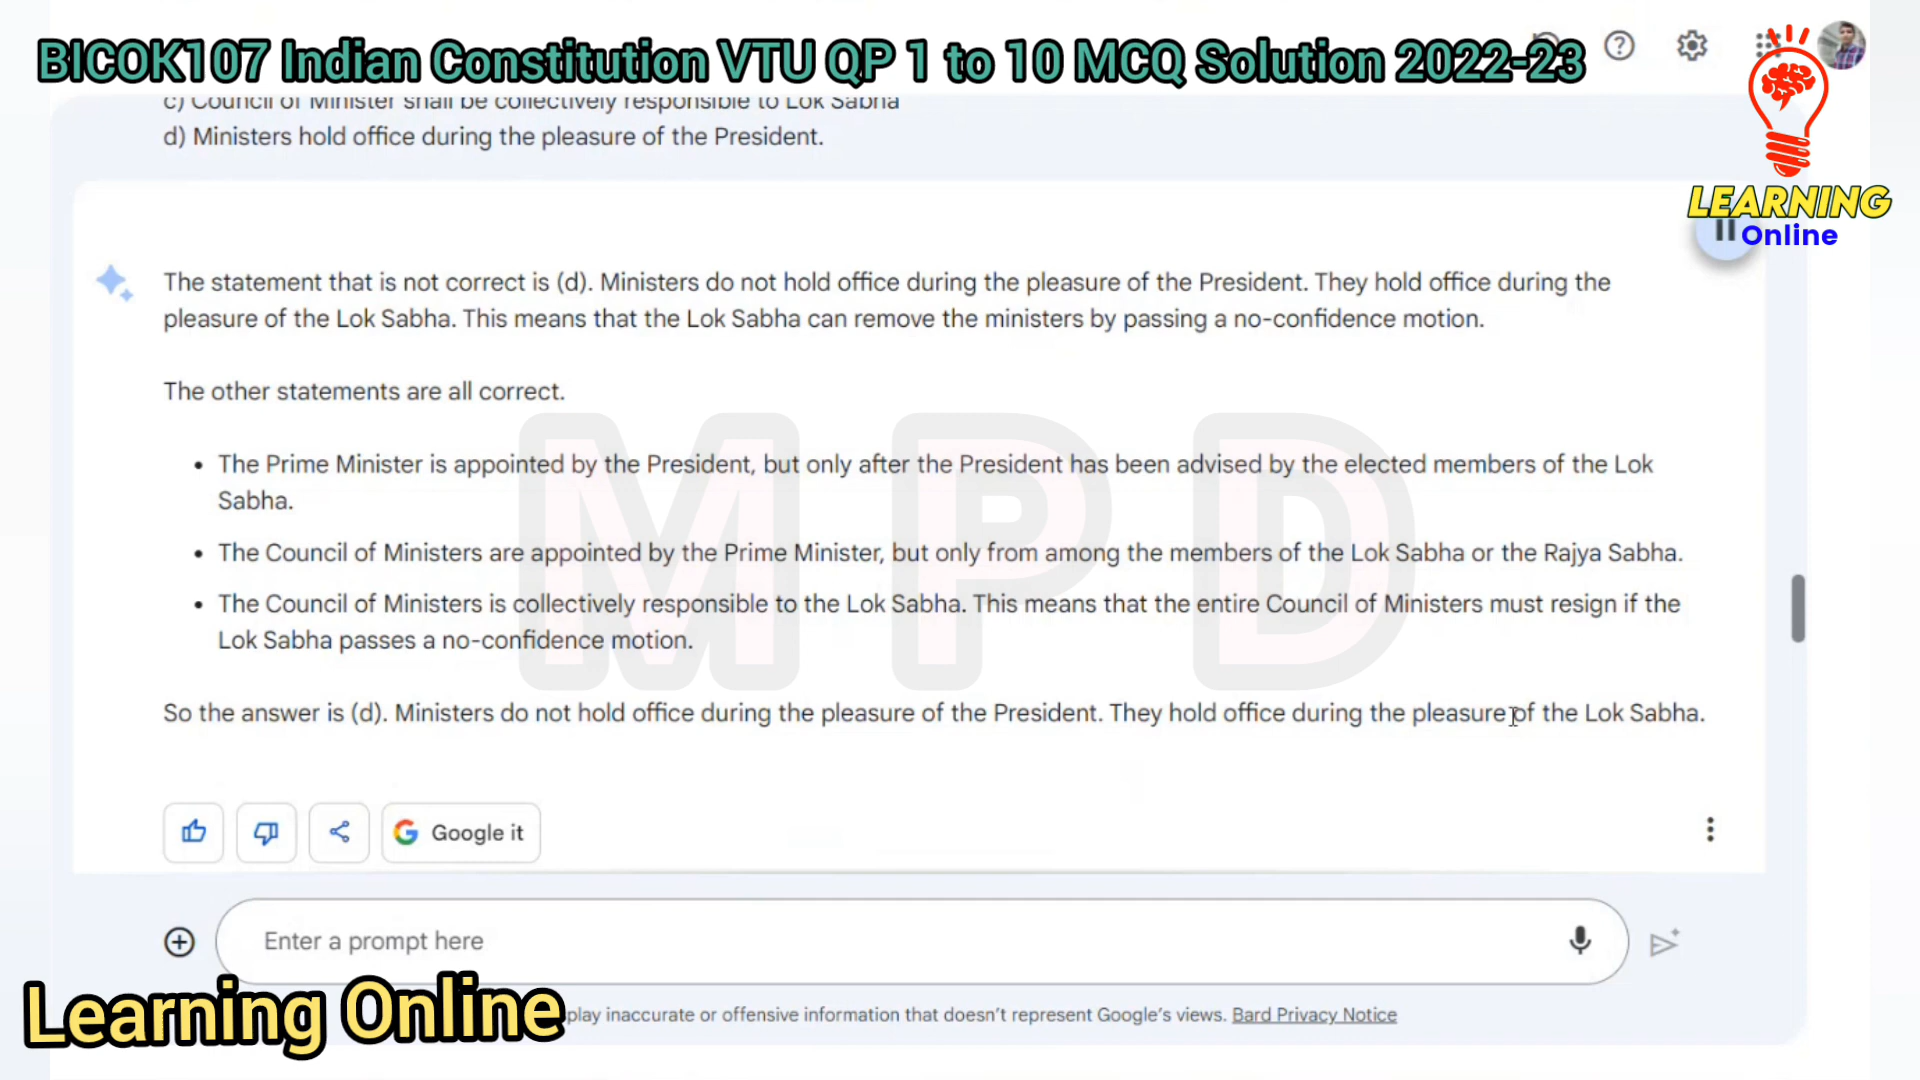 BICOK107 Indian Constitution VTU QP 1 to 10 MCQ Solution 2022-23
c) Council of Minister shall be collectively responsible to Lok Sabha
d) Ministers hold office during the pleasure of the President.
LEARNING
Online
The statement that is not correct is (d). Ministers do not hold office during the pleasure of the President. They hold office during the
pleasure of the Lok Sabha. This means that the Lok Sabha can remove the ministers by passing a no-confidence motion.
The other statements are all correct.
• The Prime Minister is appointed by the President, but only after the President has been advised by the elected members of the Lok
Sabha.
• The Council of Ministers are appointed by the Prime Minister, but only from among the members of the Lok Sabha or the Rajya Sabha.
• The Council of Ministers is collectively responsible to the Lok Sabha. This means that the entire Council of Ministers must resign if the
Lok Sabha passes a no-confidence motion.
MPD
So the answer is (d). Ministers do not hold office during the pleasure of the President. They hold office during the pleasure of the Lok Sabha.
Google it
Enter a prompt here
Learning Online
play inaccurate or offensive information that doesn't represent Google's views. Bard Privacy Notice